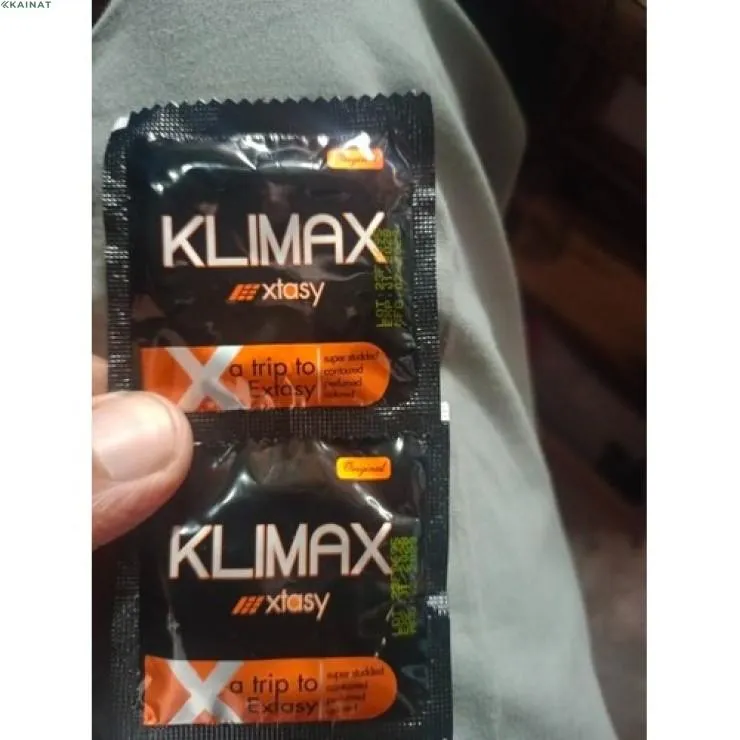 KAINAT
Original
KLIMAX
xtasy
X
a trip to
Extasy
super studded
contoured
perfumed
colored
Original
KLIMAX
xtasy
X
a trip to
Extasy
super studded
contoured
perfumed